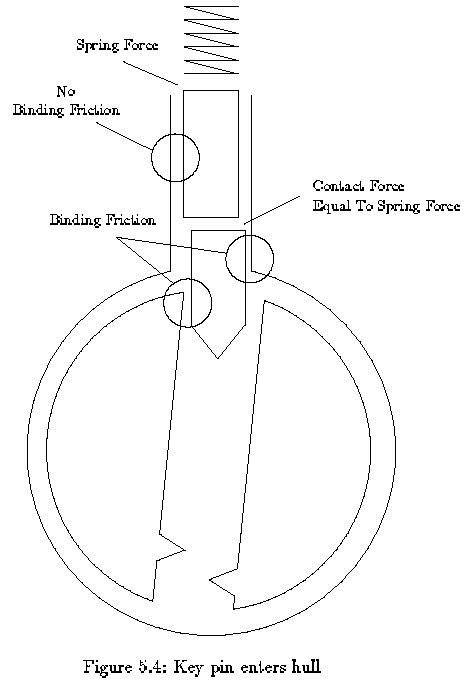 Spring Force
No
Binding Friction
Contact Force
Equal To Spring Force
Binding Friction
Figure 5.4: Key pin enters hull